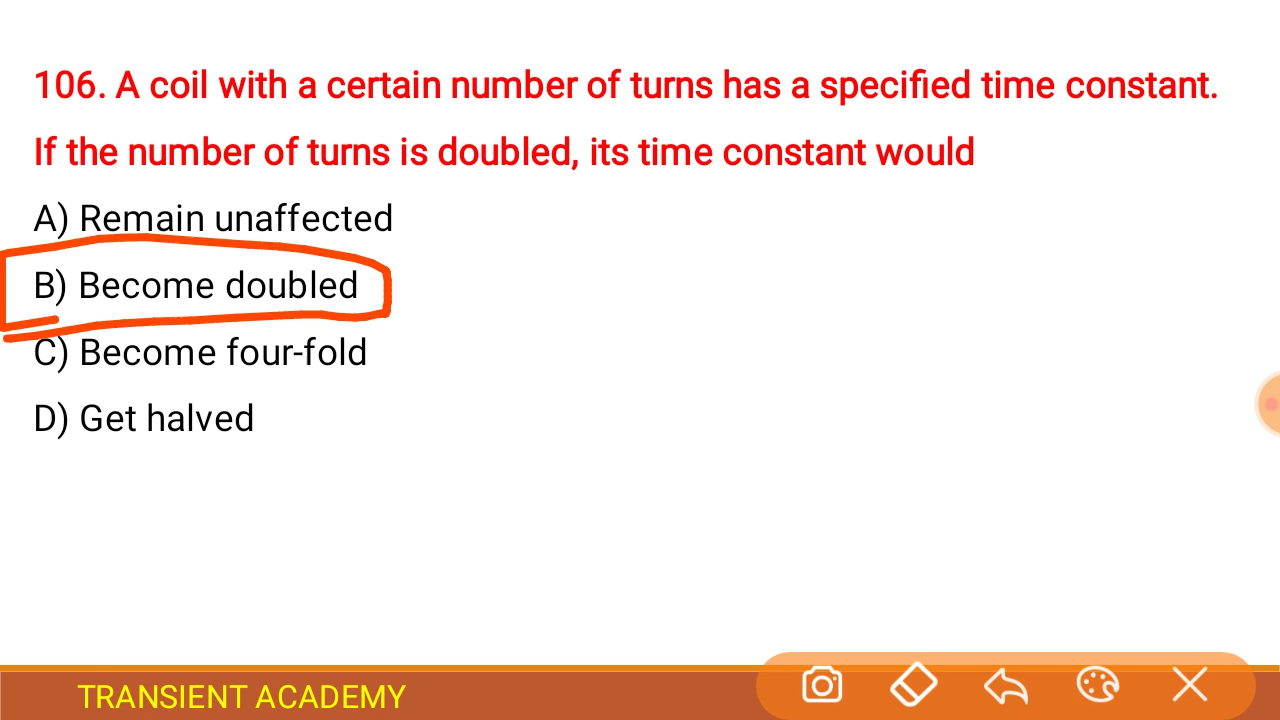 106. A coil with a certain number of turns has a specified time constant.
If the number of turns is doubled, its time constant would
A) Remain unaffected
B) Become doubled
C) Become four-fold
D) Get halved
TRANSIENT ACADEMY